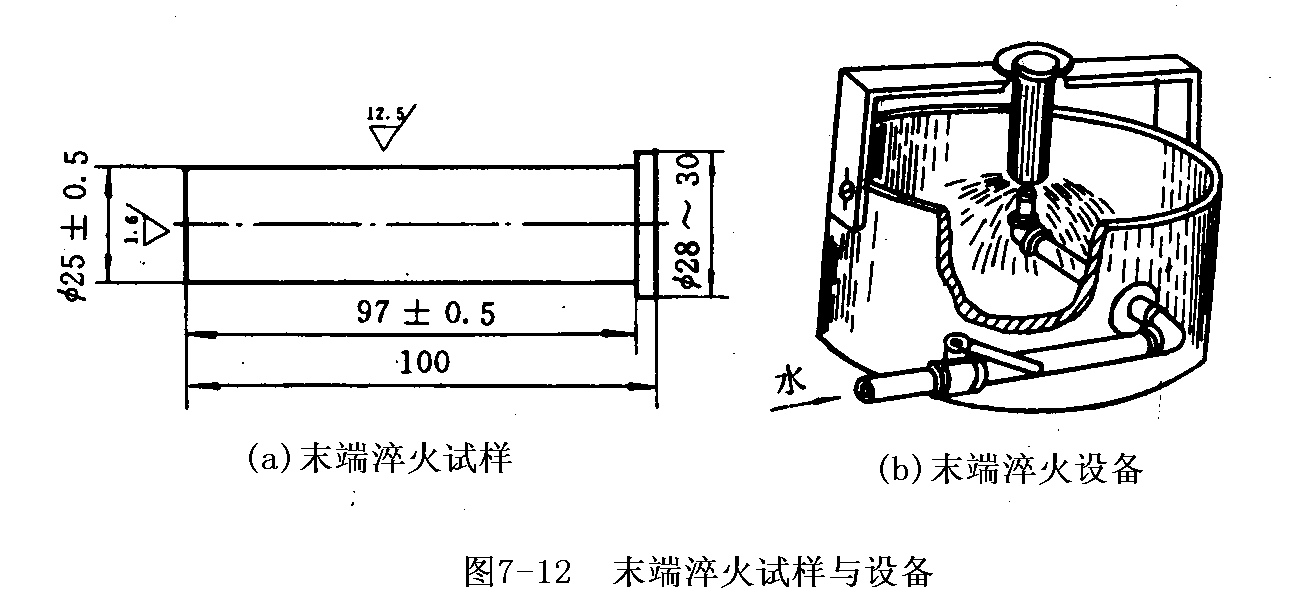 12.5
φ25 ± 0.5
1.6
φ28 ~ 30
97 ± 0.5
100
水
(a)末端淬火试样
(b)末端淬火设备
图7-12 末端淬火试样与设备